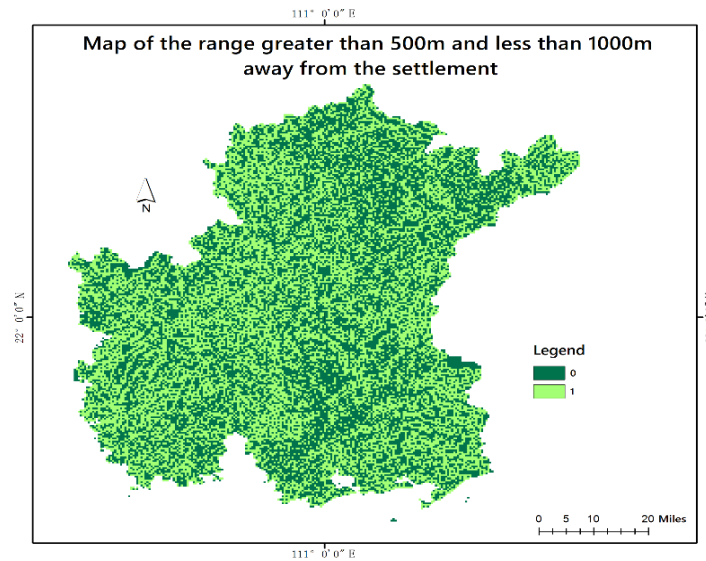 111° 0′0″ E
Map of the range greater than 500m and less than 1000m
away from the settlement
N
22° 0′0″ N
Legend
0
1
0 5 10 20 Miles
111° 0′0″ E